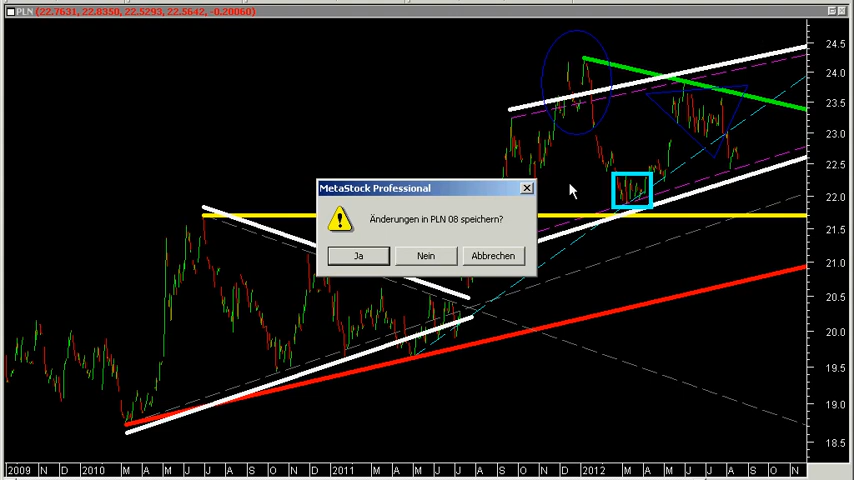 PLN (22.7631, 22.8350, 22.5293, 22.5642, -0.20060)
24.5
24.0
23.5
23.0
22.5
22.0
21.5
21.0
20.5
20.0
19.5
19.0
18.5
MetaStock Professional
Änderungen in PLN 08 speichern?
Ja Nein Abbrechen
2009 N D 2010 M A M J J A S O N D 2011 M A M J J A S O N D 2012 M A M J J A S O N